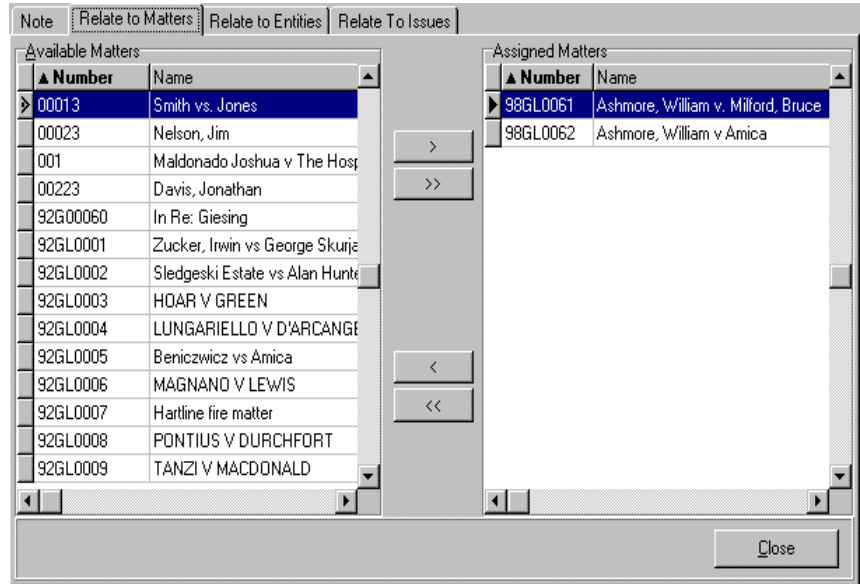 Note Relate to Matters Relate to Entities Relate To Issues
Available Matters
▲ Number Name
00013 Smith vs. Jones
00023 Nelson, Jim
001 Maldonado Joshua v The Hosp
00223 Davis, Jonathan
92G00060 In Re: Giesing
92GL0001 Zucker, Irwin vs George Skurja
92GL0002 Sledgeski Estate vs Alan Hunte
92GL0003 HOAR V GREEN
92GL0004 LUNGARIELLO V D'ARCANGE
92GL0005 Beniczwicz vs Amica
92GL0006 MAGNANO V LEWIS
92GL0007 Hartline fire matter
92GL0008 PONTIUS V DURCHFORT
92GL0009 TANZI V MACDONALD
>
>>
<
<<
Assigned Matters
▲ Number Name
98GL0061 Ashmore, William v. Milford, Bruce
98GL0062 Ashmore, William v Amica
Close